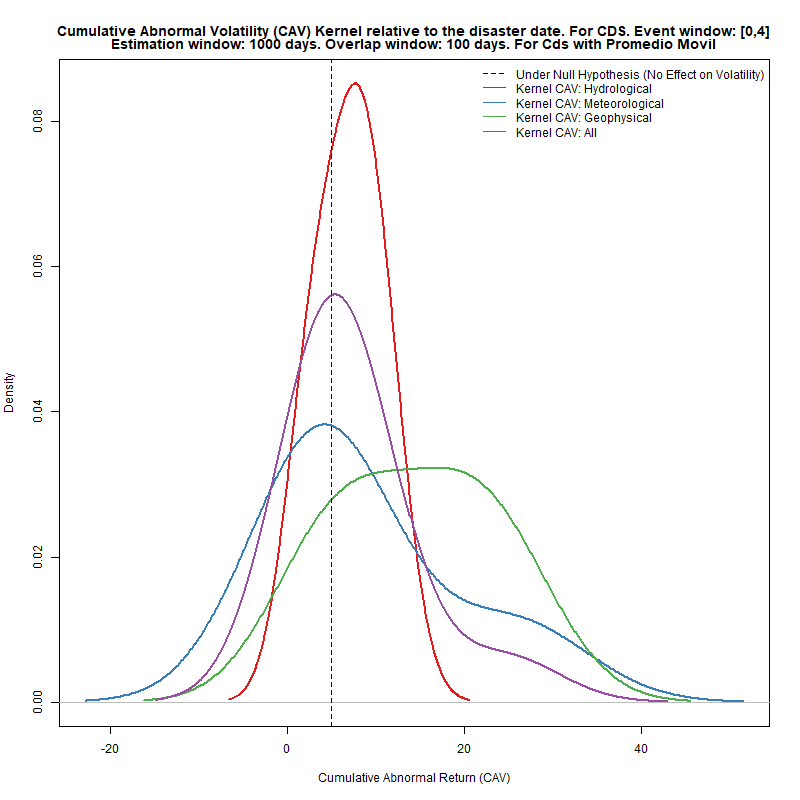 Cumulative Abnormal Volatility (CAV) Kernel relative to the disaster date. For CDS. Event window: [0,4]
Estimation window: 1000 days. Overlap window: 100 days. For Cds with Promedio Movil
Under Null Hypothesis (No Effect on Volatility)
Kernel CAV: Hydrological
Kernel CAV: Meteorological
Kernel CAV: Geophysical
Kernel CAV: All
Density
0.08
0.06
0.04
0.02
0.00
-20 0 20 40
Cumulative Abnormal Return (CAV)